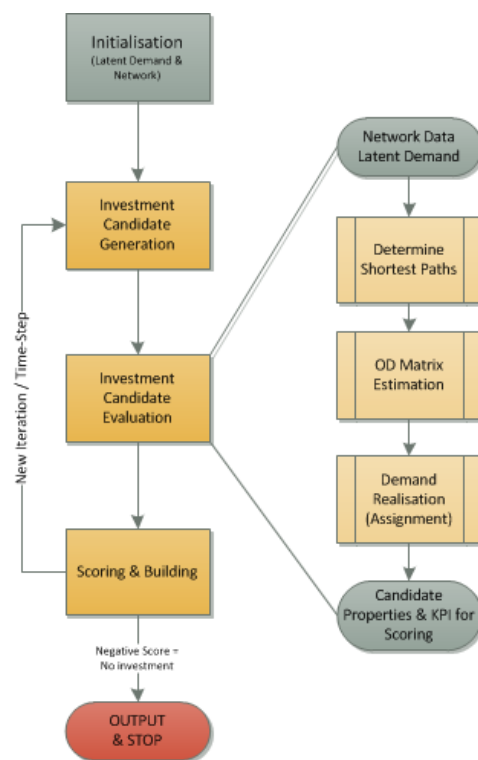 Initialisation
(Latent Demand &
Network)
Investment
Candidate
Generation
New Iteration / Time-Step
Investment
Candidate
Evaluation
Scoring & Building
Negative Score =
No investment
OUTPUT
& STOP
Network Data
Latent Demand
Determine
Shortest Paths
OD Matrix
Estimation
Demand
Realisation
(Assignment)
Candidate
Properties & KPI for
Scoring